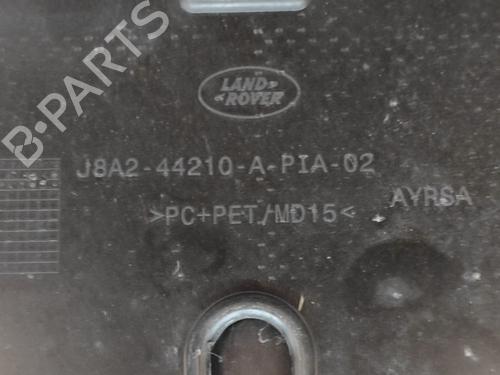 B-PARTS
LAND
ROVER
J8A2-44210-A-PIA-02
>PC+PET/MD15<
AYRSA